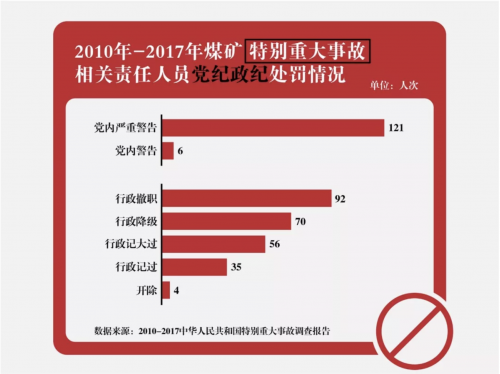 2010年-2017年煤矿特别重大事故
相关责任人员党纪政纪处罚情况
单位：人次
党内严重警告 121
党内警告 6
行政撤职 92
行政降级 70
行政记大过 56
行政记过 35
开除 4
数据来源：2010-2017中华人民共和国特别重大事故调查报告